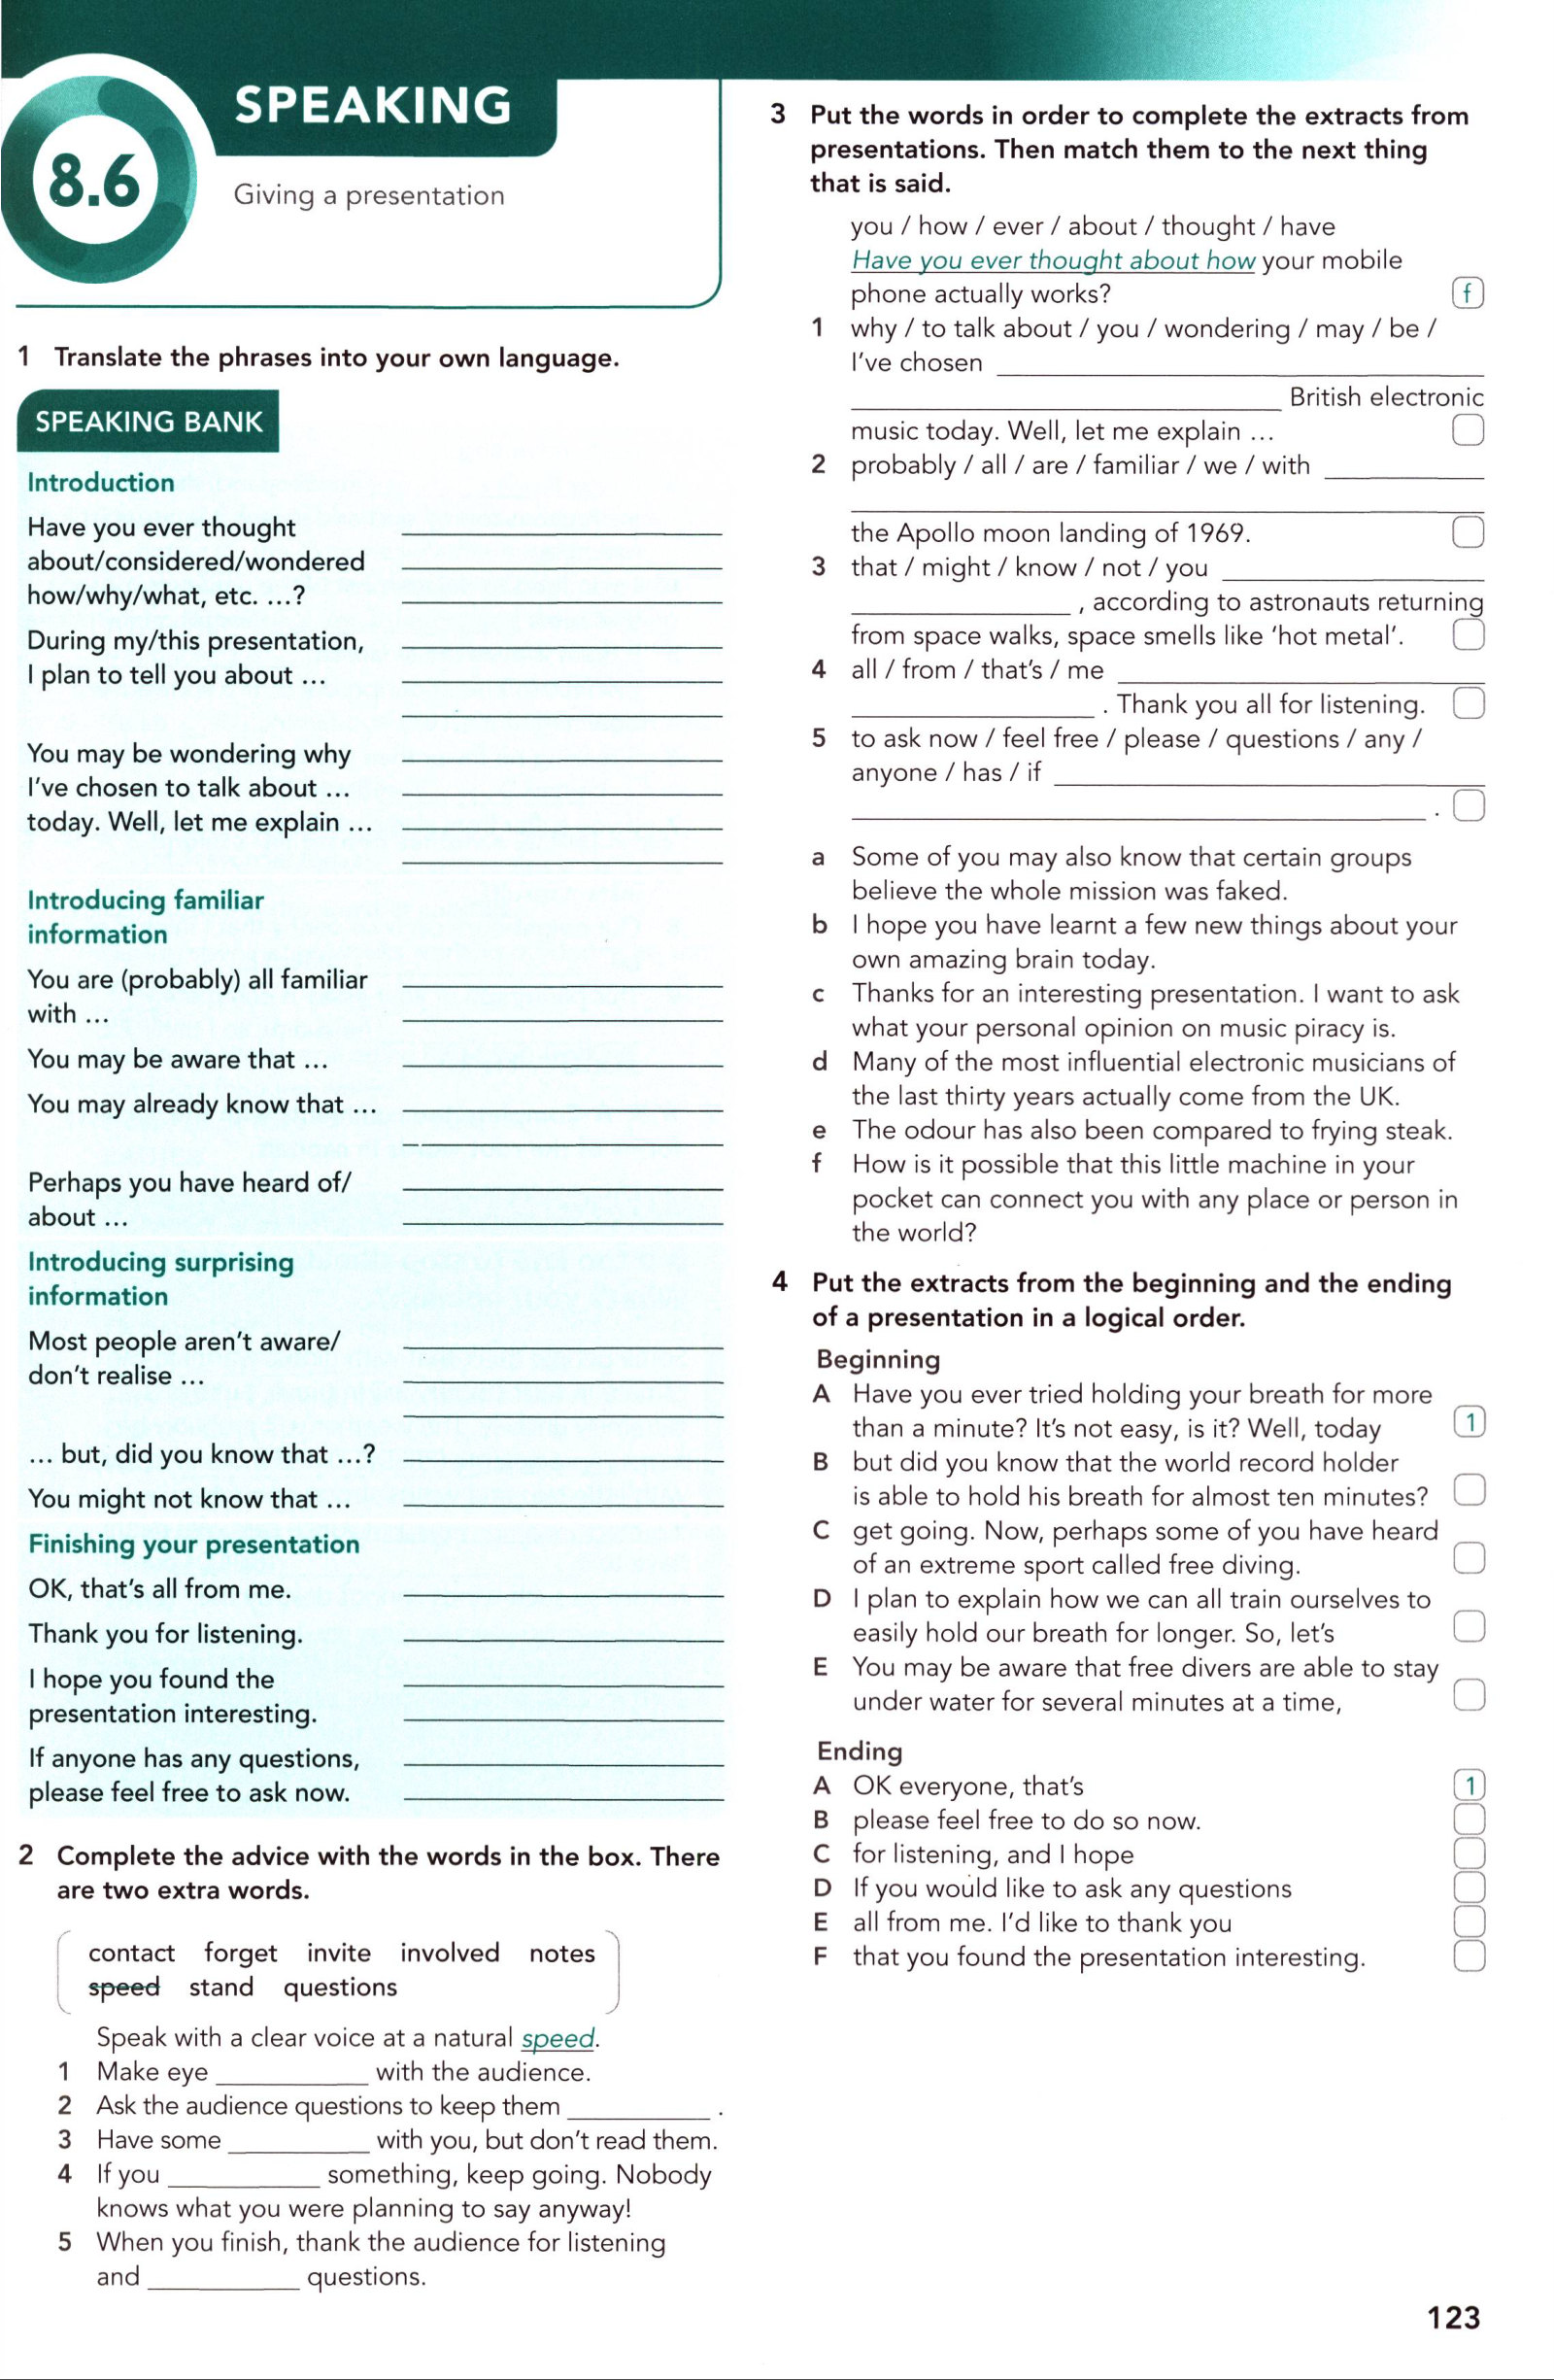 SPEAKING
8.6
Giving a presentation
1 Translate the phrases into your own language.
SPEAKING BANK
Introduction
Have you ever thought
about/considered/wondered
how/why/what, etc. ...?
During my/this presentation,
I plan to tell you about ...
You may be wondering why
I've chosen to talk about ...
today. Well, let me explain ...
Introducing familiar
information
You are (probably) all familiar
with ...
You may be aware that ...
You may already know that ...
Perhaps you have heard of/
about ...
Introducing surprising
information
Most people aren't aware/
don't realise ...
... but, did you know that ...?
You might not know that ...
Finishing your presentation
OK, that's all from me.
Thank you for listening.
I hope you found the
presentation interesting.
If anyone has any questions,
please feel free to ask now.
2 Complete the advice with the words in the box. There
are two extra words.
contact forget invite involved notes
speed stand questions
Speak with a clear voice at a natural speed.
1 Make eye ___________ with the audience.
2 Ask the audience questions to keep them ___________ .
3 Have some ___________ with you, but don't read them.
4 If you ___________ something, keep going. Nobody
knows what you were planning to say anyway!
5 When you finish, thank the audience for listening
and ___________ questions.
3 Put the words in order to complete the extracts from
presentations. Then match them to the next thing
that is said.
you / how / ever / about / thought / have
Have you ever thought about how your mobile
phone actually works? f
1 why / to talk about / you / wondering / may / be /
I've chosen ___________
___________ British electronic
music today. Well, let me explain ...
2 probably / all / are / familiar / we / with ___________
___________
the Apollo moon landing of 1969.
3 that / might / know / not / you ___________
___________ , according to astronauts returning
from space walks, space smells like 'hot metal'.
4 all / from / that's / me ___________
___________ . Thank you all for listening.
5 to ask now / feel free / please / questions / any /
anyone / has / if ___________
___________ .
a Some of you may also know that certain groups
believe the whole mission was faked.
b I hope you have learnt a few new things about your
own amazing brain today.
c Thanks for an interesting presentation. I want to ask
what your personal opinion on music piracy is.
d Many of the most influential electronic musicians of
the last thirty years actually come from the UK.
e The odour has also been compared to frying steak.
f How is it possible that this little machine in your
pocket can connect you with any place or person in
the world?
4 Put the extracts from the beginning and the ending
of a presentation in a logical order.
Beginning
A Have you ever tried holding your breath for more
than a minute? It's not easy, is it? Well, today 1
B but did you know that the world record holder
is able to hold his breath for almost ten minutes?
C get going. Now, perhaps some of you have heard
of an extreme sport called free diving.
D I plan to explain how we can all train ourselves to
easily hold our breath for longer. So, let's
E You may be aware that free divers are able to stay
under water for several minutes at a time,
Ending
A OK everyone, that's 1
B please feel free to do so now.
C for listening, and I hope
D If you would like to ask any questions
E all from me. I'd like to thank you
F that you found the presentation interesting.
123